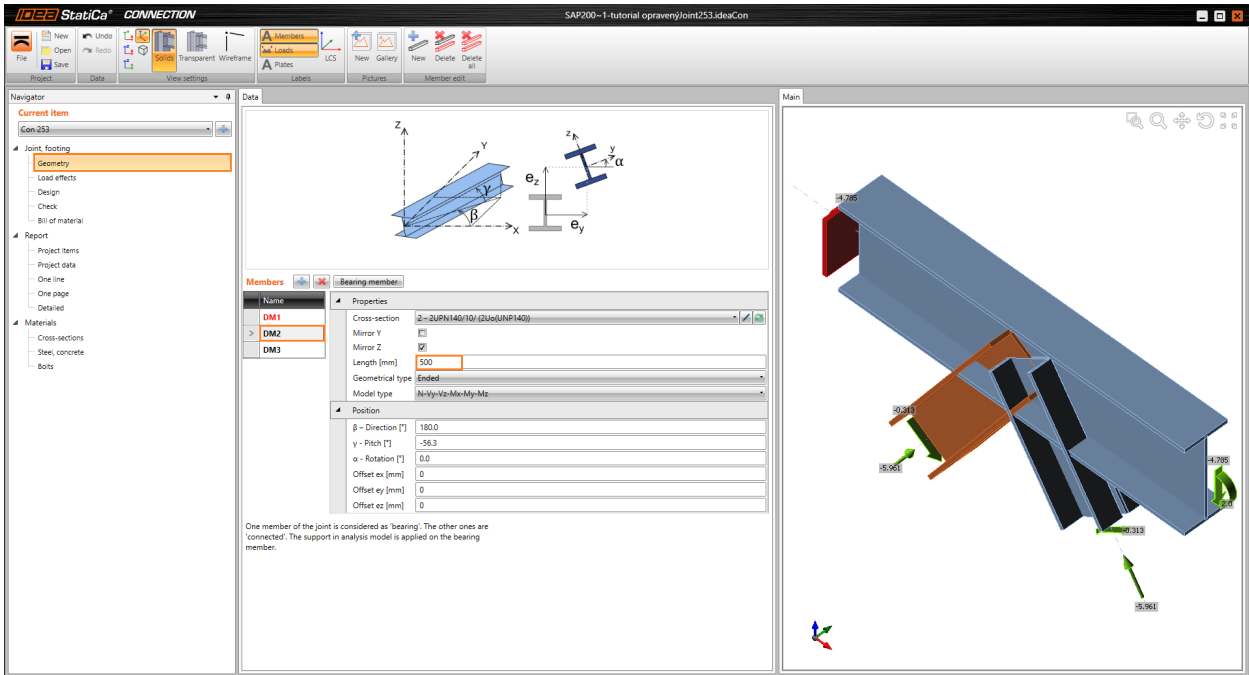 IDEA StatiCa® CONNECTION
SAP200~1-tutorial opravenýJoint253.ideaCon
File
New
Open
Save
Project
Undo
Redo
Data
Solids Transparent Wireframe
View settings
Members
Loads
Plates
LCS
Labels
New Gallery
Pictures
New Delete Delete all
Member edit
Navigator
Current item
Con 253
Joint, footing
Geometry
Load effects
Design
Check
Bill of material
Report
Project items
Project data
One line
One page
Detailed
Materials
Cross-sections
Steel, concrete
Bolts
Data
Z
Y
X
γ
β
z
y
α
ez
ey
Members
Bearing member
Name
DM1
> DM2
DM3
Properties
Cross-section 2 - 2UPN140/10/ (2Uo(UNP140))
Mirror Y
Mirror Z
Length [mm] 500
Geometrical type Ended
Model type N-Vy-Vz-Mx-My-Mz
Position
β – Direction [°] 180.0
γ - Pitch [°] -56.3
α - Rotation [°] 0.0
Offset ex [mm] 0
Offset ey [mm] 0
Offset ez [mm] 0
One member of the joint is considered as 'bearing'. The other ones are
'connected'. The support in analysis model is applied on the bearing
member.
Main
-4.785
-0.313
-5.961
-4.785
2.0
-0.313
-5.961